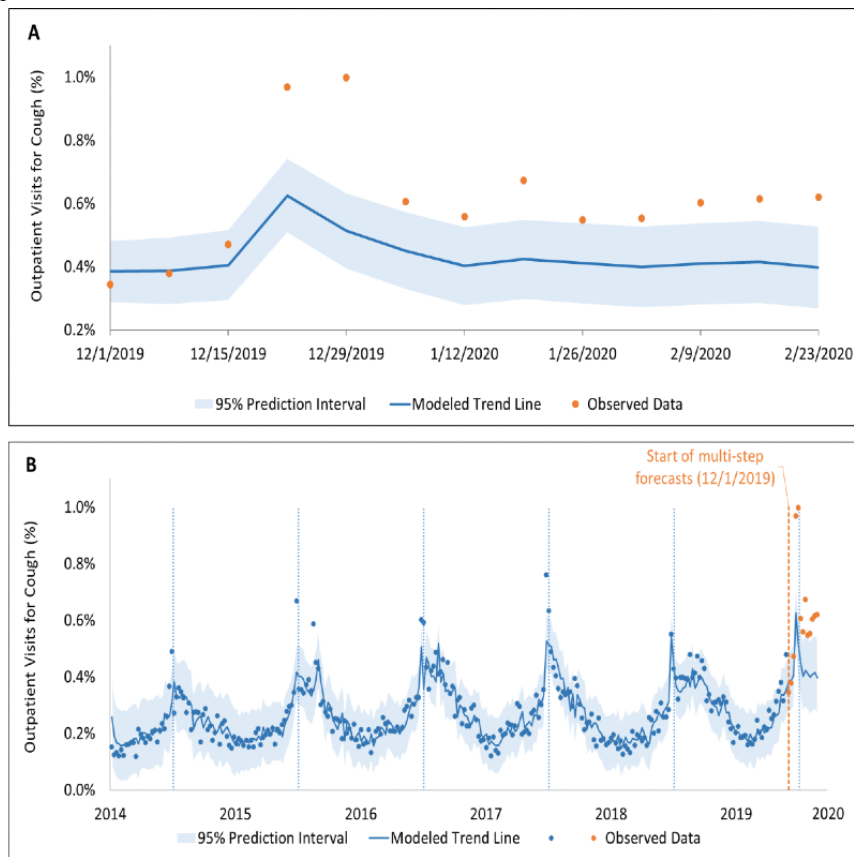 A
Outpatient Visits for Cough (%)
1.0%
0.8%
0.6%
0.4%
0.2%
12/1/2019 12/15/2019 12/29/2019 1/12/2020 1/26/2020 2/9/2020 2/23/2020
95% Prediction Interval Modeled Trend Line Observed Data
B
Start of multi-step
forecasts (12/1/2019)
Outpatient Visits for Cough (%)
1.0%
0.8%
0.6%
0.4%
0.2%
0.0%
2014 2015 2016 2017 2018 2019 2020
95% Prediction Interval Modeled Trend Line Observed Data